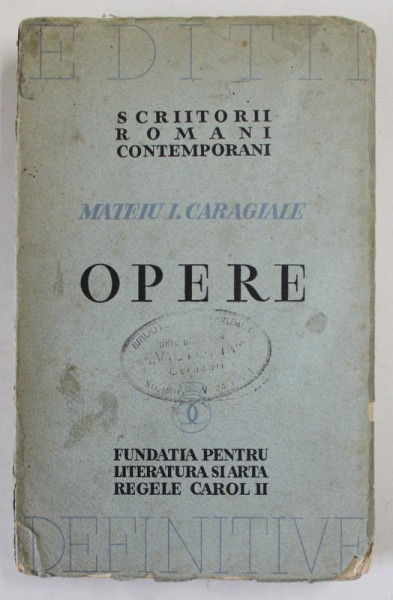 EDITII
SCRIITORII
ROMANI
CONTEMPORANI
MATEIU I. CARAGIALE
OPERE
FUNDATIA PENTRU
LITERATURA SI ARTA
REGELE CAROL II
DEFINITIVE